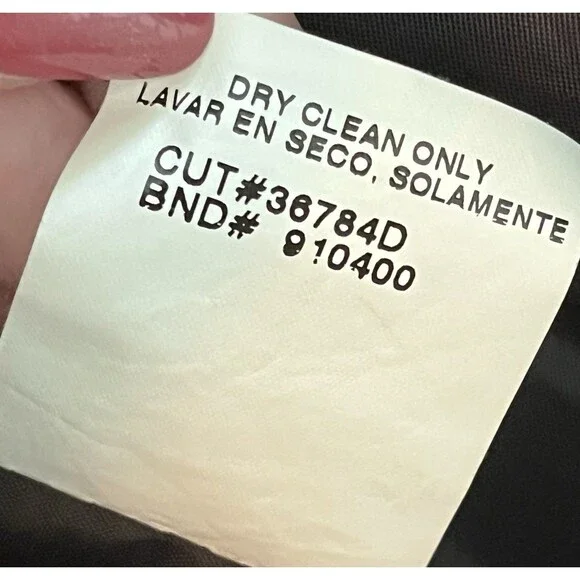 DRY CLEAN ONLY
LAVAR EN SECO, SOLAMENTE
CUT#36784D
BND# 910400